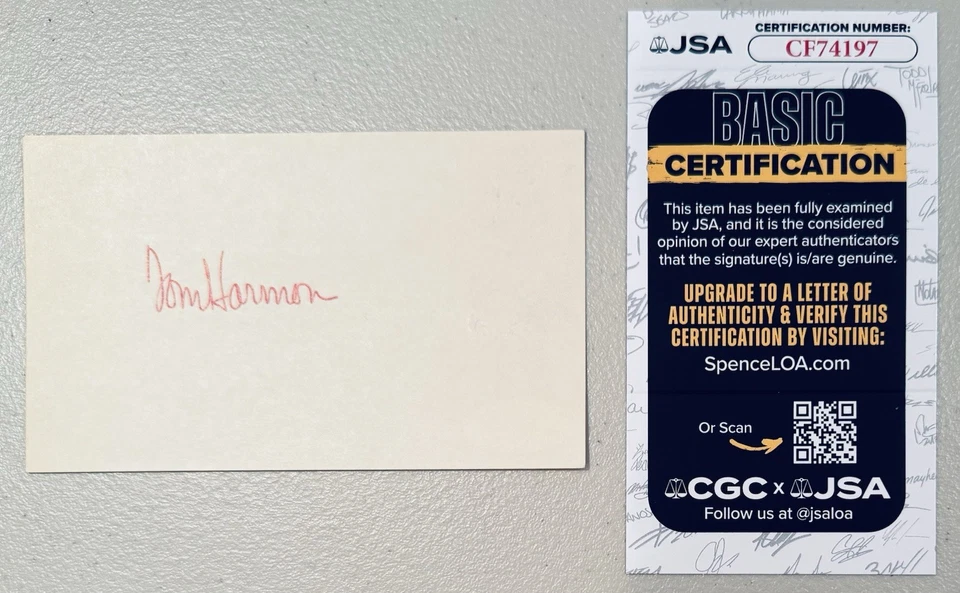 Tom Harmon
JSA
CERTIFICATION NUMBER:
CF74197
BASIC
CERTIFICATION
This item has been fully examined
by JSA, and it is the considered
opinion of our expert authenticators
that the signature(s) is/are genuine.
UPGRADE TO A LETTER OF
AUTHENTICITY & VERIFY THIS
CERTIFICATION BY VISITING:
SpenceLOA.com
Or Scan
CGC x JSA
Follow us at @jsaloa